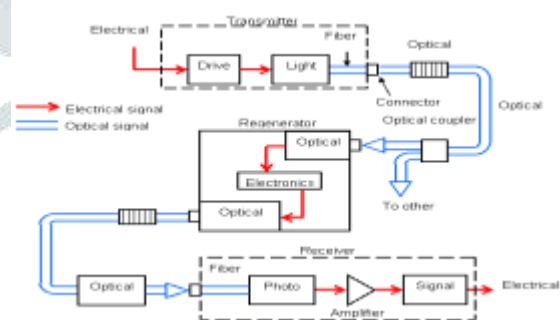 Transmitter
Electrical
Fiber
Optical
Drive
Light
Connector
Electrical signal
Optical signal
Optical coupler
Optical
Regenerator
Optical
Electronics
Optical
To other
Receiver
Fiber
Optical
Photo
Signal
Electrical
Amplifier